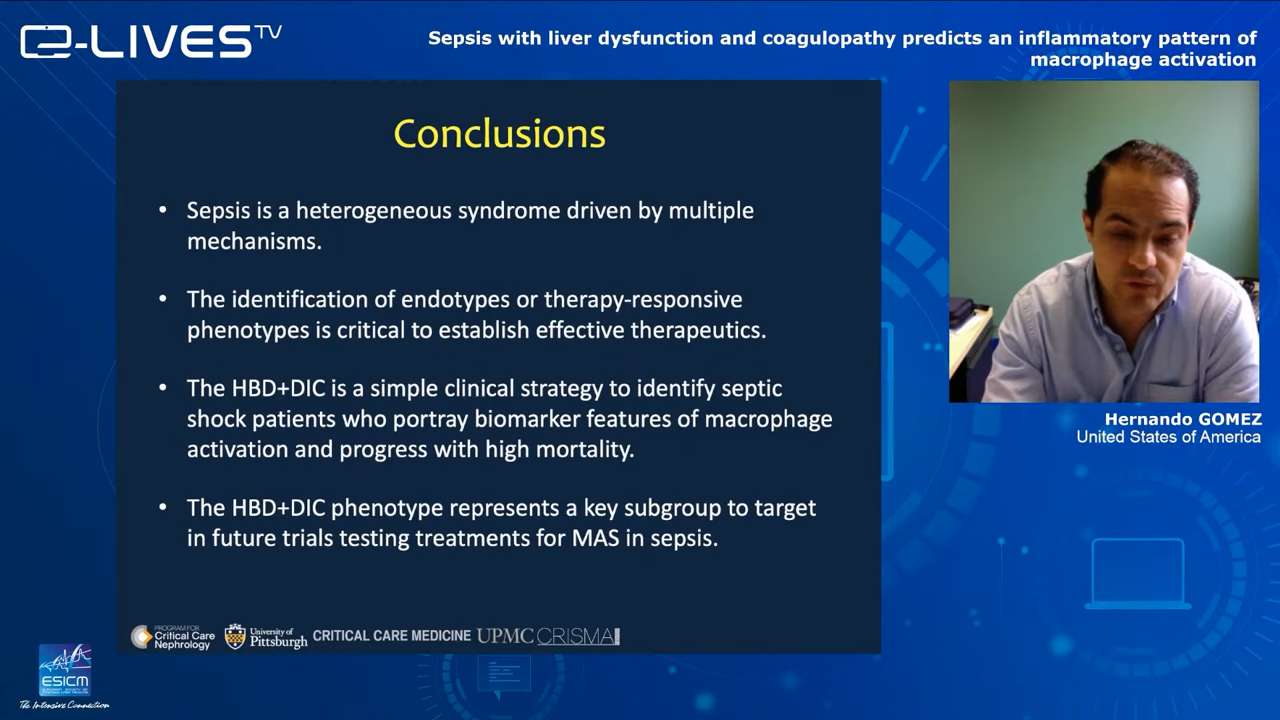 e-LIVES TV
Sepsis with liver dysfunction and coagulopathy predicts an inflammatory pattern of
macrophage activation
Conclusions
• Sepsis is a heterogeneous syndrome driven by multiple
mechanisms.
• The identification of endotypes or therapy-responsive
phenotypes is critical to establish effective therapeutics.
• The HBD+DIC is a simple clinical strategy to identify septic
shock patients who portray biomarker features of macrophage
activation and progress with high mortality.
• The HBD+DIC phenotype represents a key subgroup to target
in future trials testing treatments for MAS in sepsis.
PROGRAM FOR
Critical Care
Nephrology
University of
Pittsburgh
CRITICAL CARE MEDICINE
UPMC
CRISMA
Hernando GOMEZ
United States of America
ESICM
The Intensive Connection